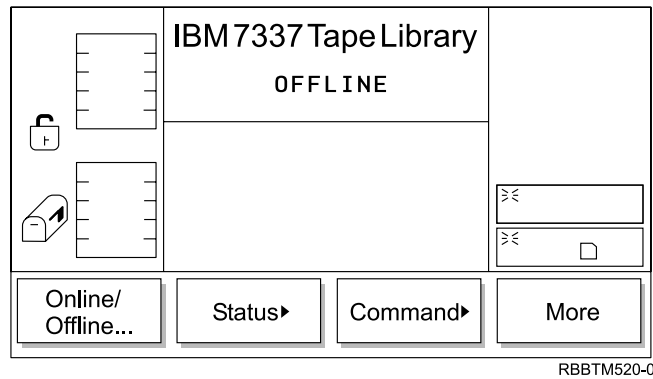 IBM 7337 Tape Library
OFFLINE
Online/
Offline...
Status▶
Command▶
More
RBBTM520-0